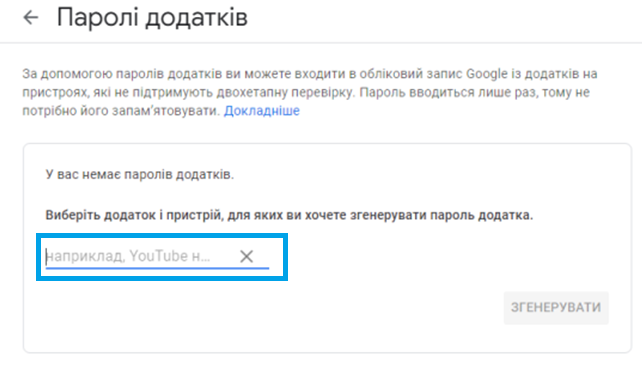 Паролі додатків
За допомогою паролів додатків ви можете входити в обліковий запис Google із додатків на
пристроях, які не підтримують двохетапну перевірку. Пароль вводиться лише раз, тому не
потрібно його запам’ятовувати. Докладніше
У вас немає паролів додатків.
Виберіть додаток і пристрій, для яких ви хочете згенерувати пароль додатка.
наприклад, YouTube н...
ЗГЕНЕРУВАТИ